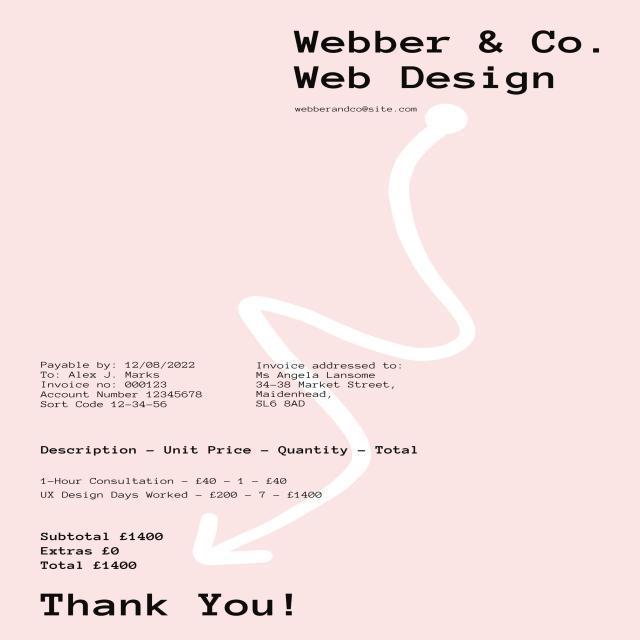 Webber & Co.
Web Design
webberandco@site.com
Payable by: 12/08/2022
To: Alex J. Marks
Invoice no: 000123
Account Number 12345678
Sort Code 12-34-56
Invoice addressed to:
Ms Angela Lansome
34-38 Market Street,
Maidenhead,
SL6 8AD
Description - Unit Price - Quantity - Total
1-Hour Consultation - £40 - 1 - £40
UX Design Days Worked - £200 - 7 - £1400
Subtotal £1400
Extras £0
Total £1400
Thank You!